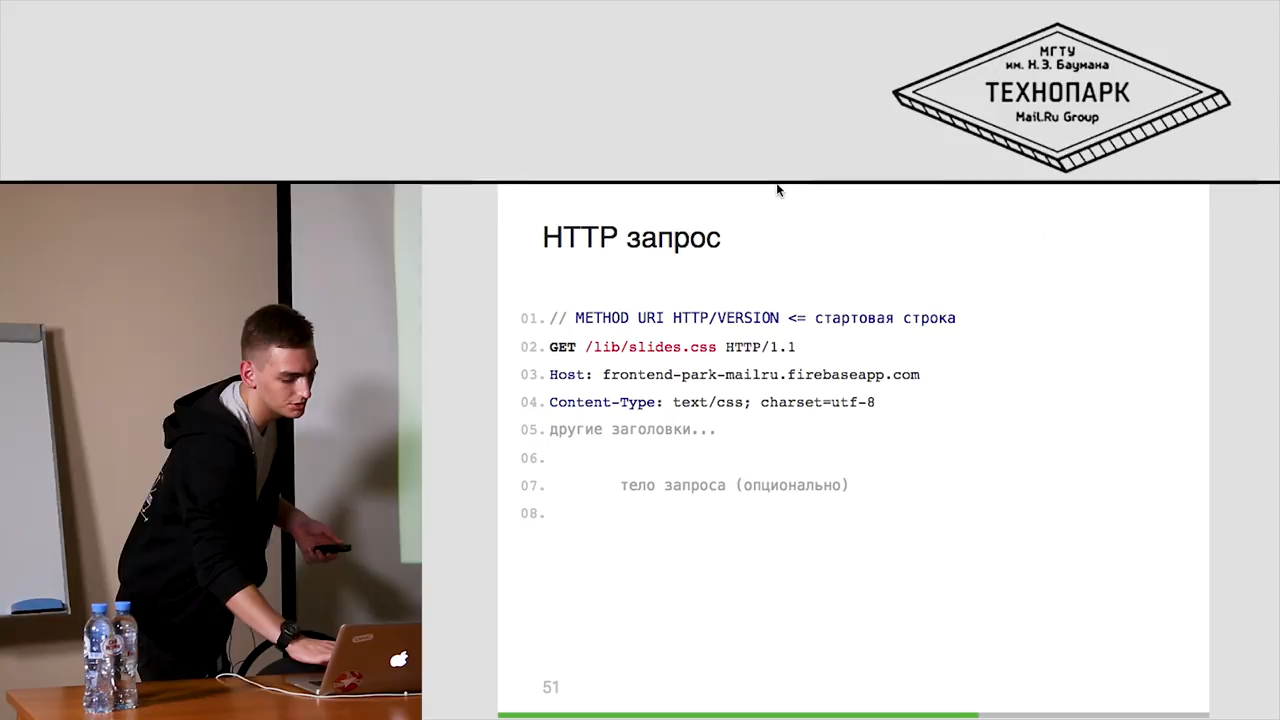 МГТУ
им. Н.Э. Баумана
ТЕХНОПАРК
Mail.Ru Group
HTTP запрос
01. // METHOD URI HTTP/VERSION <= стартовая строка
02. GET /lib/slides.css HTTP/1.1
03. Host: frontend-park-mailru.firebaseapp.com
04. Content-Type: text/css; charset=utf-8
05. другие заголовки...
06.
07. тело запроса (опционально)
08.
51